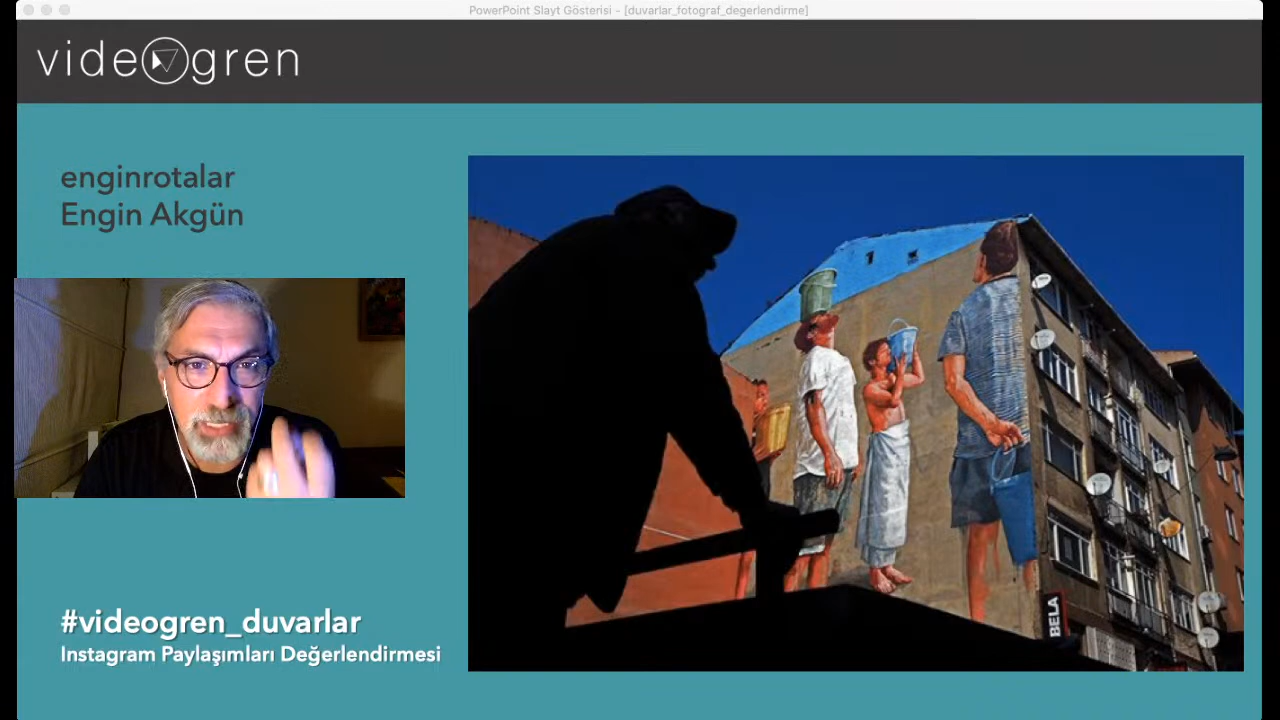 PowerPoint Slayt Gösterisi - [duvarlar_fotograf_degerlendirme]
videogren
enginrotalar
Engin Akgün
BELA
#videogren_duvarlar
Instagram Paylaşımları Değerlendirmesi